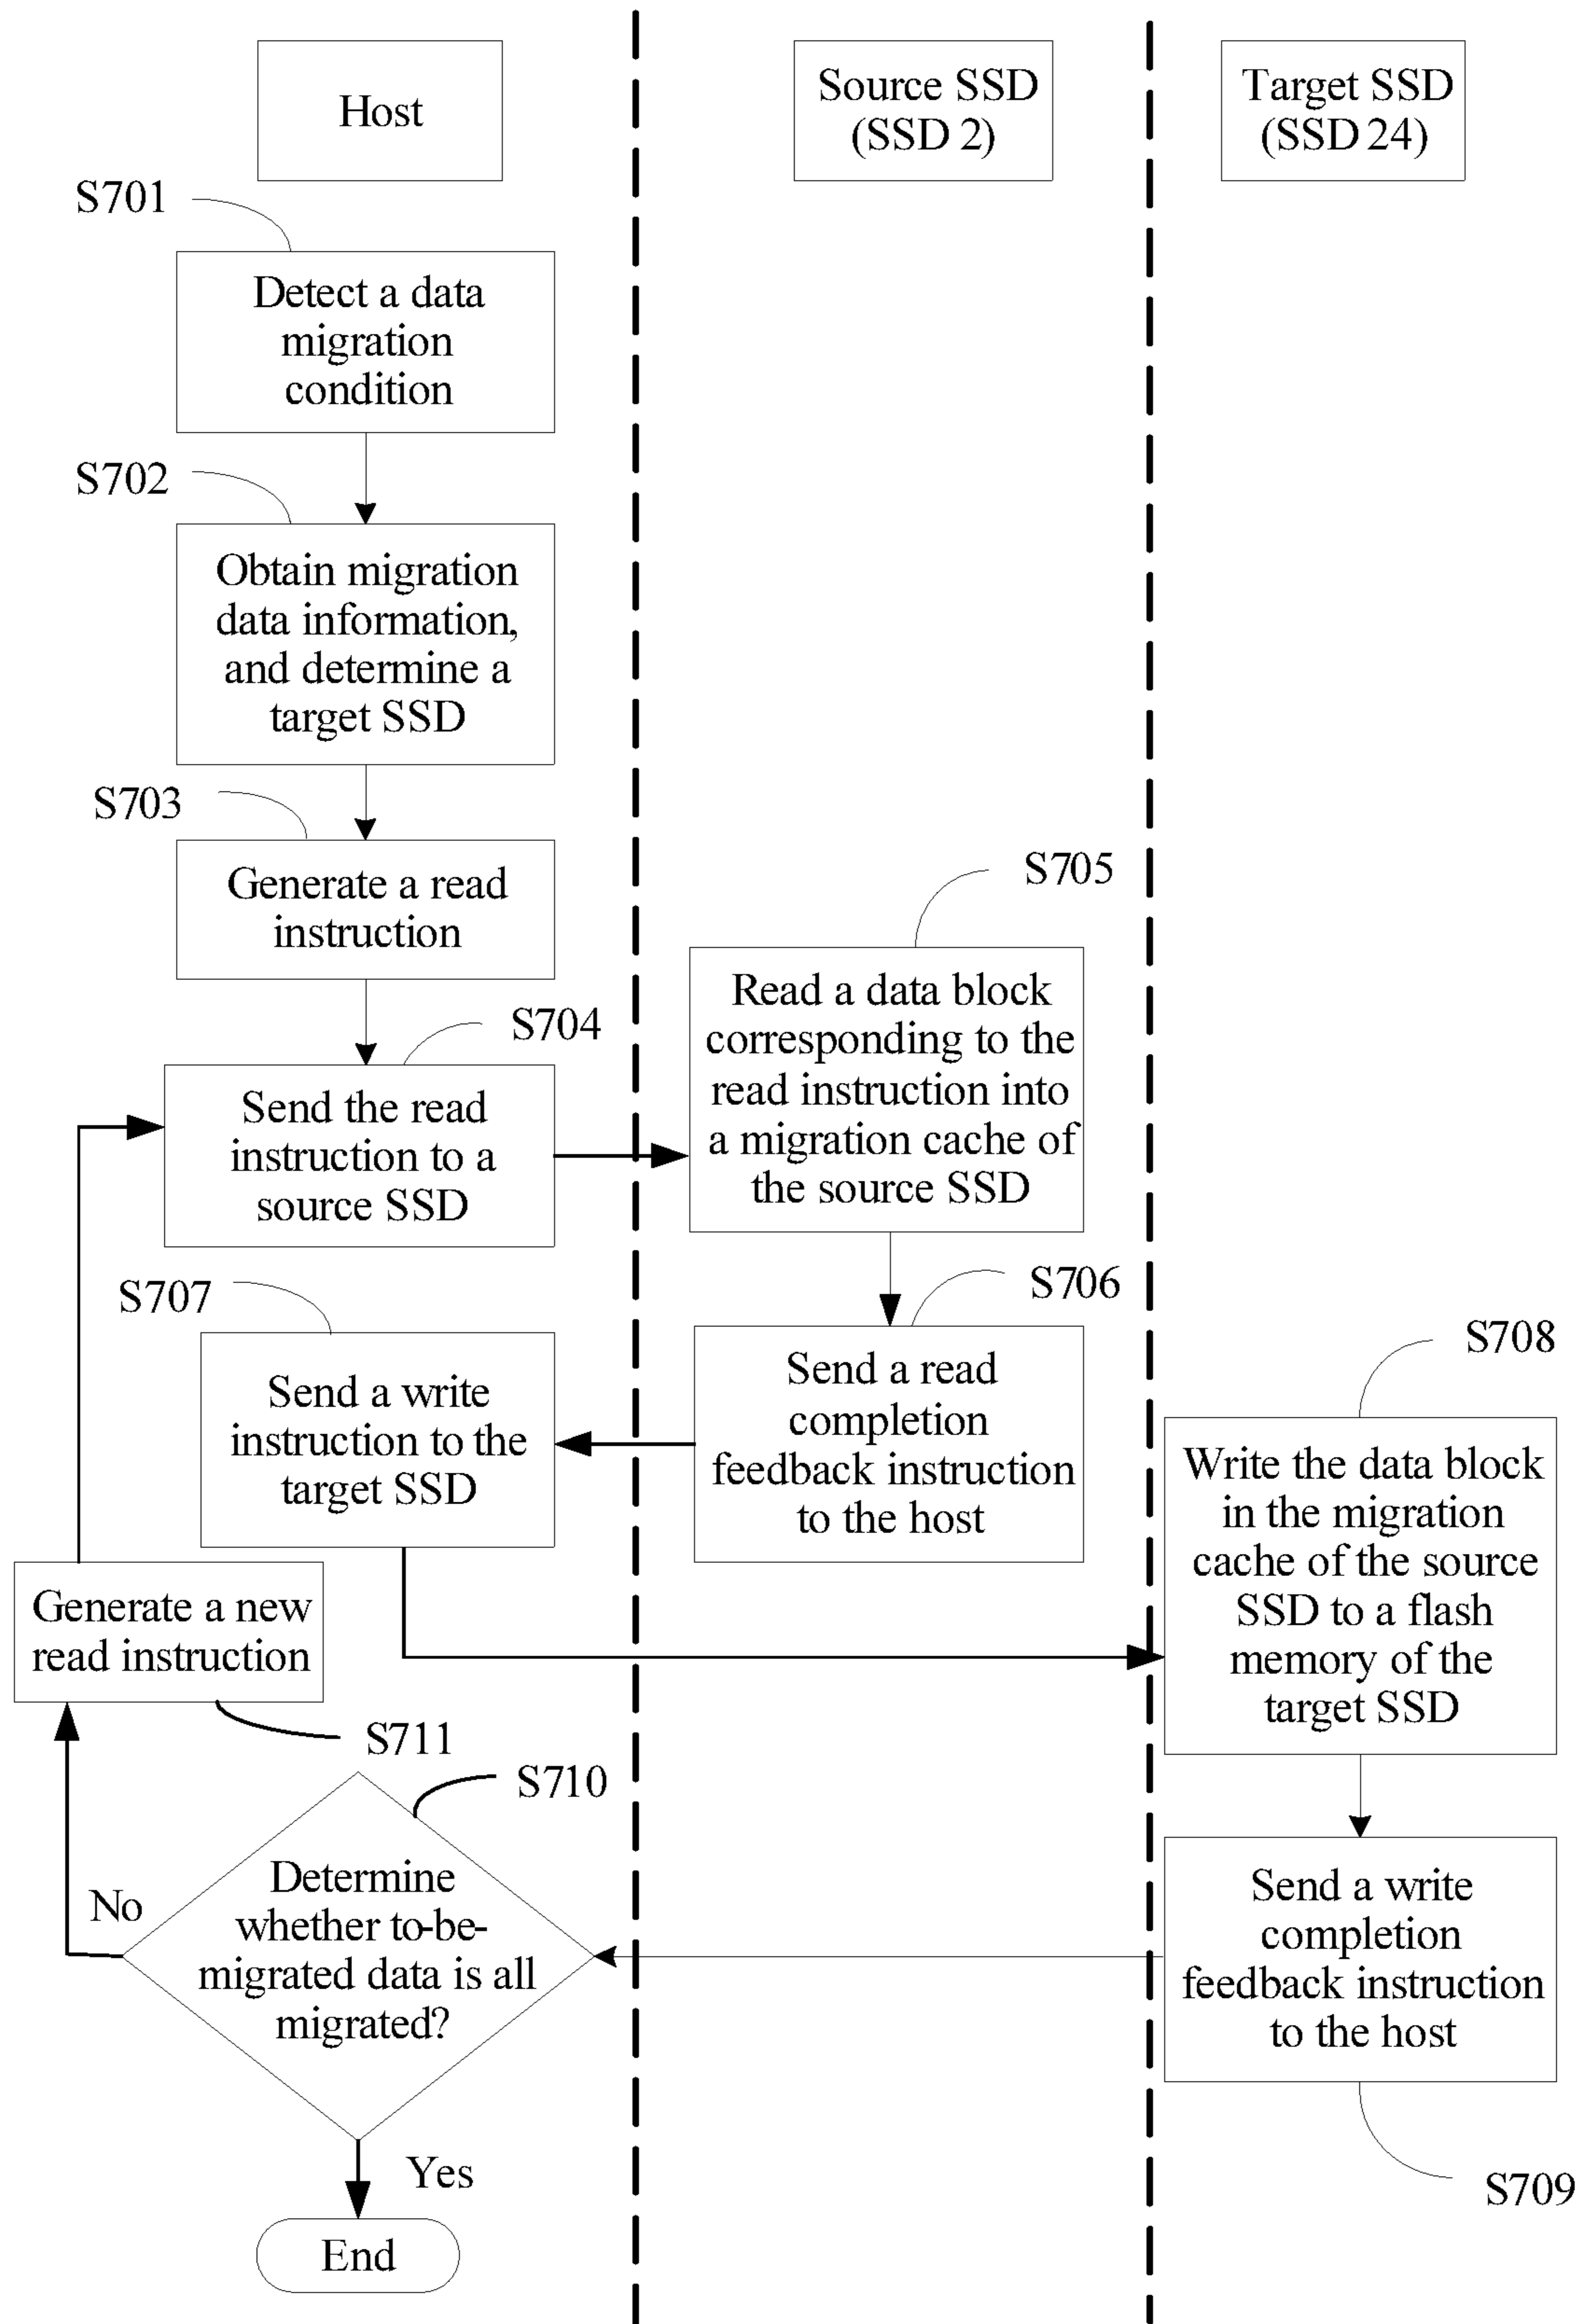 Host
Source SSD
(SSD 2)
Target SSD
(SSD 24)
S701
Detect a data
migration
condition
S702
Obtain migration
data information,
and determine a
target SSD
S703
Generate a read
instruction
S704
Send the read
instruction to a
source SSD
S705
Read a data block
corresponding to the
read instruction into
a migration cache of
the source SSD
S706
Send a read
completion
feedback instruction
to the host
S707
Send a write
instruction to the
target SSD
S708
Write the data block
in the migration
cache of the source
SSD to a flash
memory of the
target SSD
Send a write
completion
feedback instruction
to the host
S709
S710
Determine
whether to-be-
migrated data is all
migrated?
No
Generate a new
read instruction
S711
Yes
End